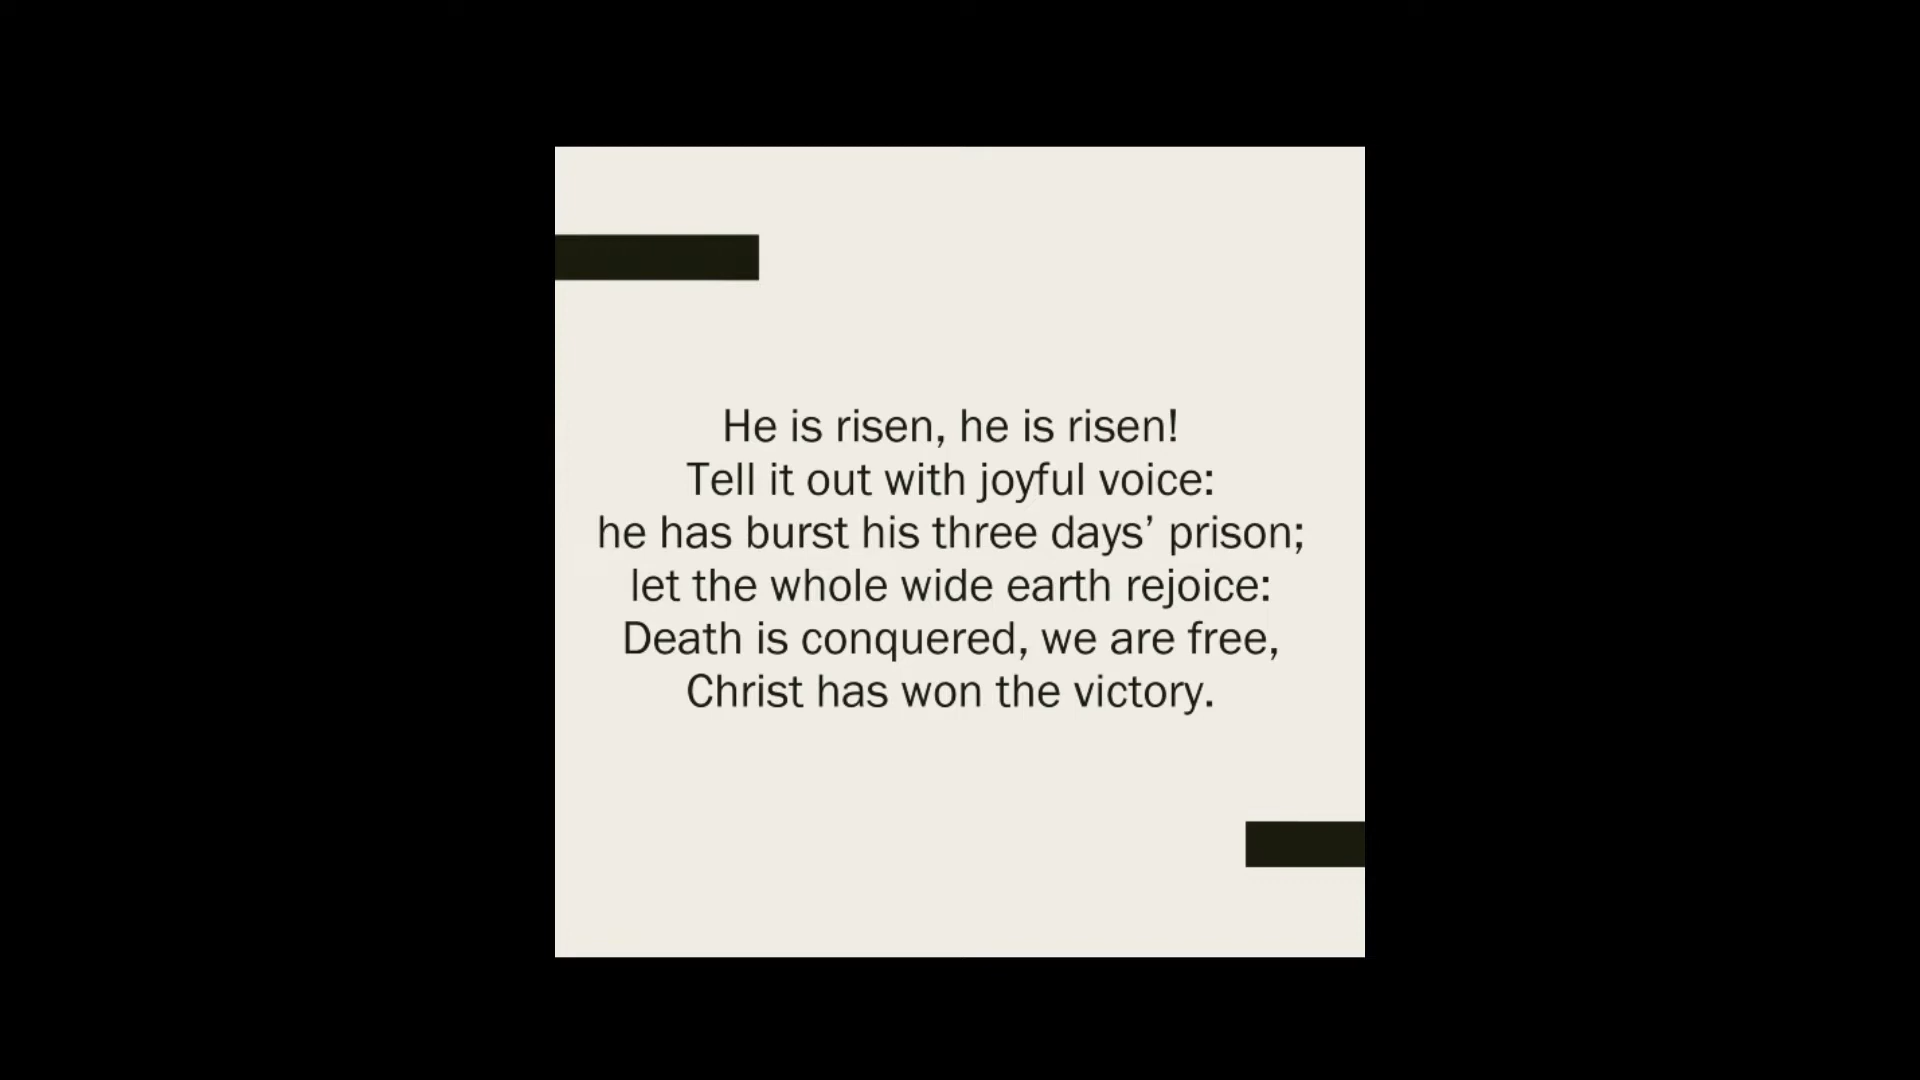 He is risen, he is risen!
Tell it out with joyful voice:
he has burst his three days’ prison;
let the whole wide earth rejoice:
Death is conquered, we are free,
Christ has won the victory.